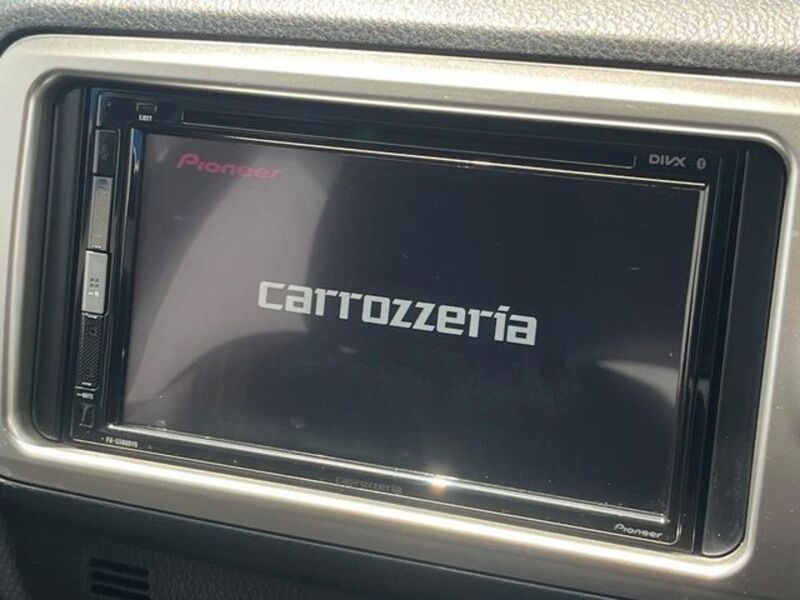 EJECT
DIVX
Pioneer
carrozzeria
MUTE
carrozzeria
Pioneer